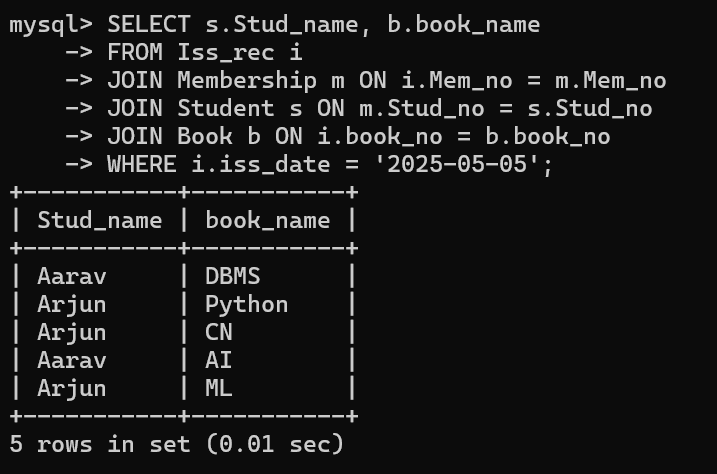 mysql> SELECT s.Stud_name, b.book_name
    -> FROM Iss_rec i
    -> JOIN Membership m ON i.Mem_no = m.Mem_no
    -> JOIN Student s ON m.Stud_no = s.Stud_no
    -> JOIN Book b ON i.book_no = b.book_no
    -> WHERE i.iss_date = '2025-05-05';
+-----------+-----------+
| Stud_name | book_name |
+-----------+-----------+
| Aarav     | DBMS      |
| Arjun     | Python    |
| Arjun     | CN        |
| Aarav     | AI        |
| Arjun     | ML        |
+-----------+-----------+
5 rows in set (0.01 sec)